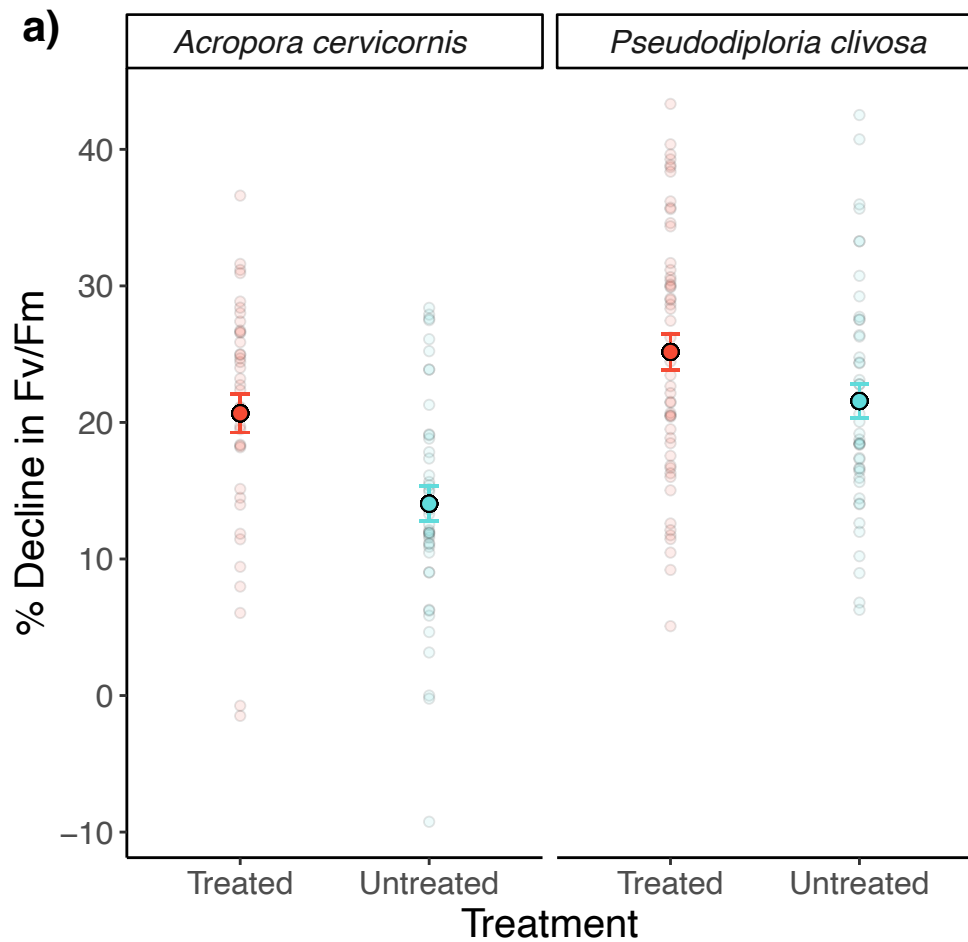 a)
Acropora cervicornis
Pseudodiploria clivosa
% Decline in Fv/Fm
40
30
20
10
0
−10
Treated
Untreated
Treated
Untreated
Treatment